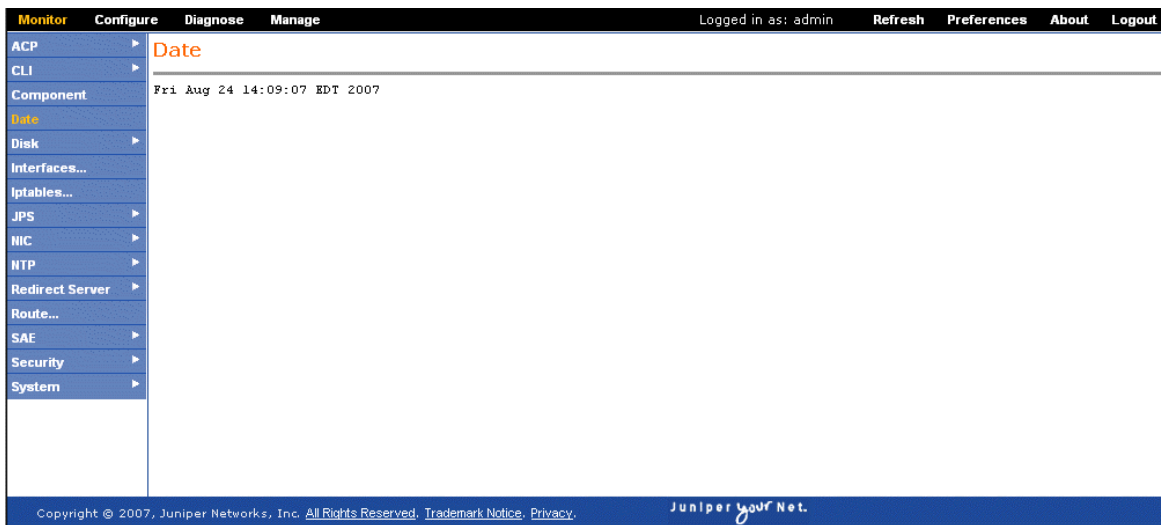 Monitor Configure Diagnose Manage Logged in as: admin Refresh Preferences About Logout
ACP
CLI
Component
Date
Disk
Interfaces...
Iptables...
JPS
NIC
NTP
Redirect Server
Route...
SAE
Security
System
Date
Fri Aug 24 14:09:07 EDT 2007
Copyright © 2007, Juniper Networks, Inc. All Rights Reserved. Trademark Notice. Privacy.
Juniper your Net.